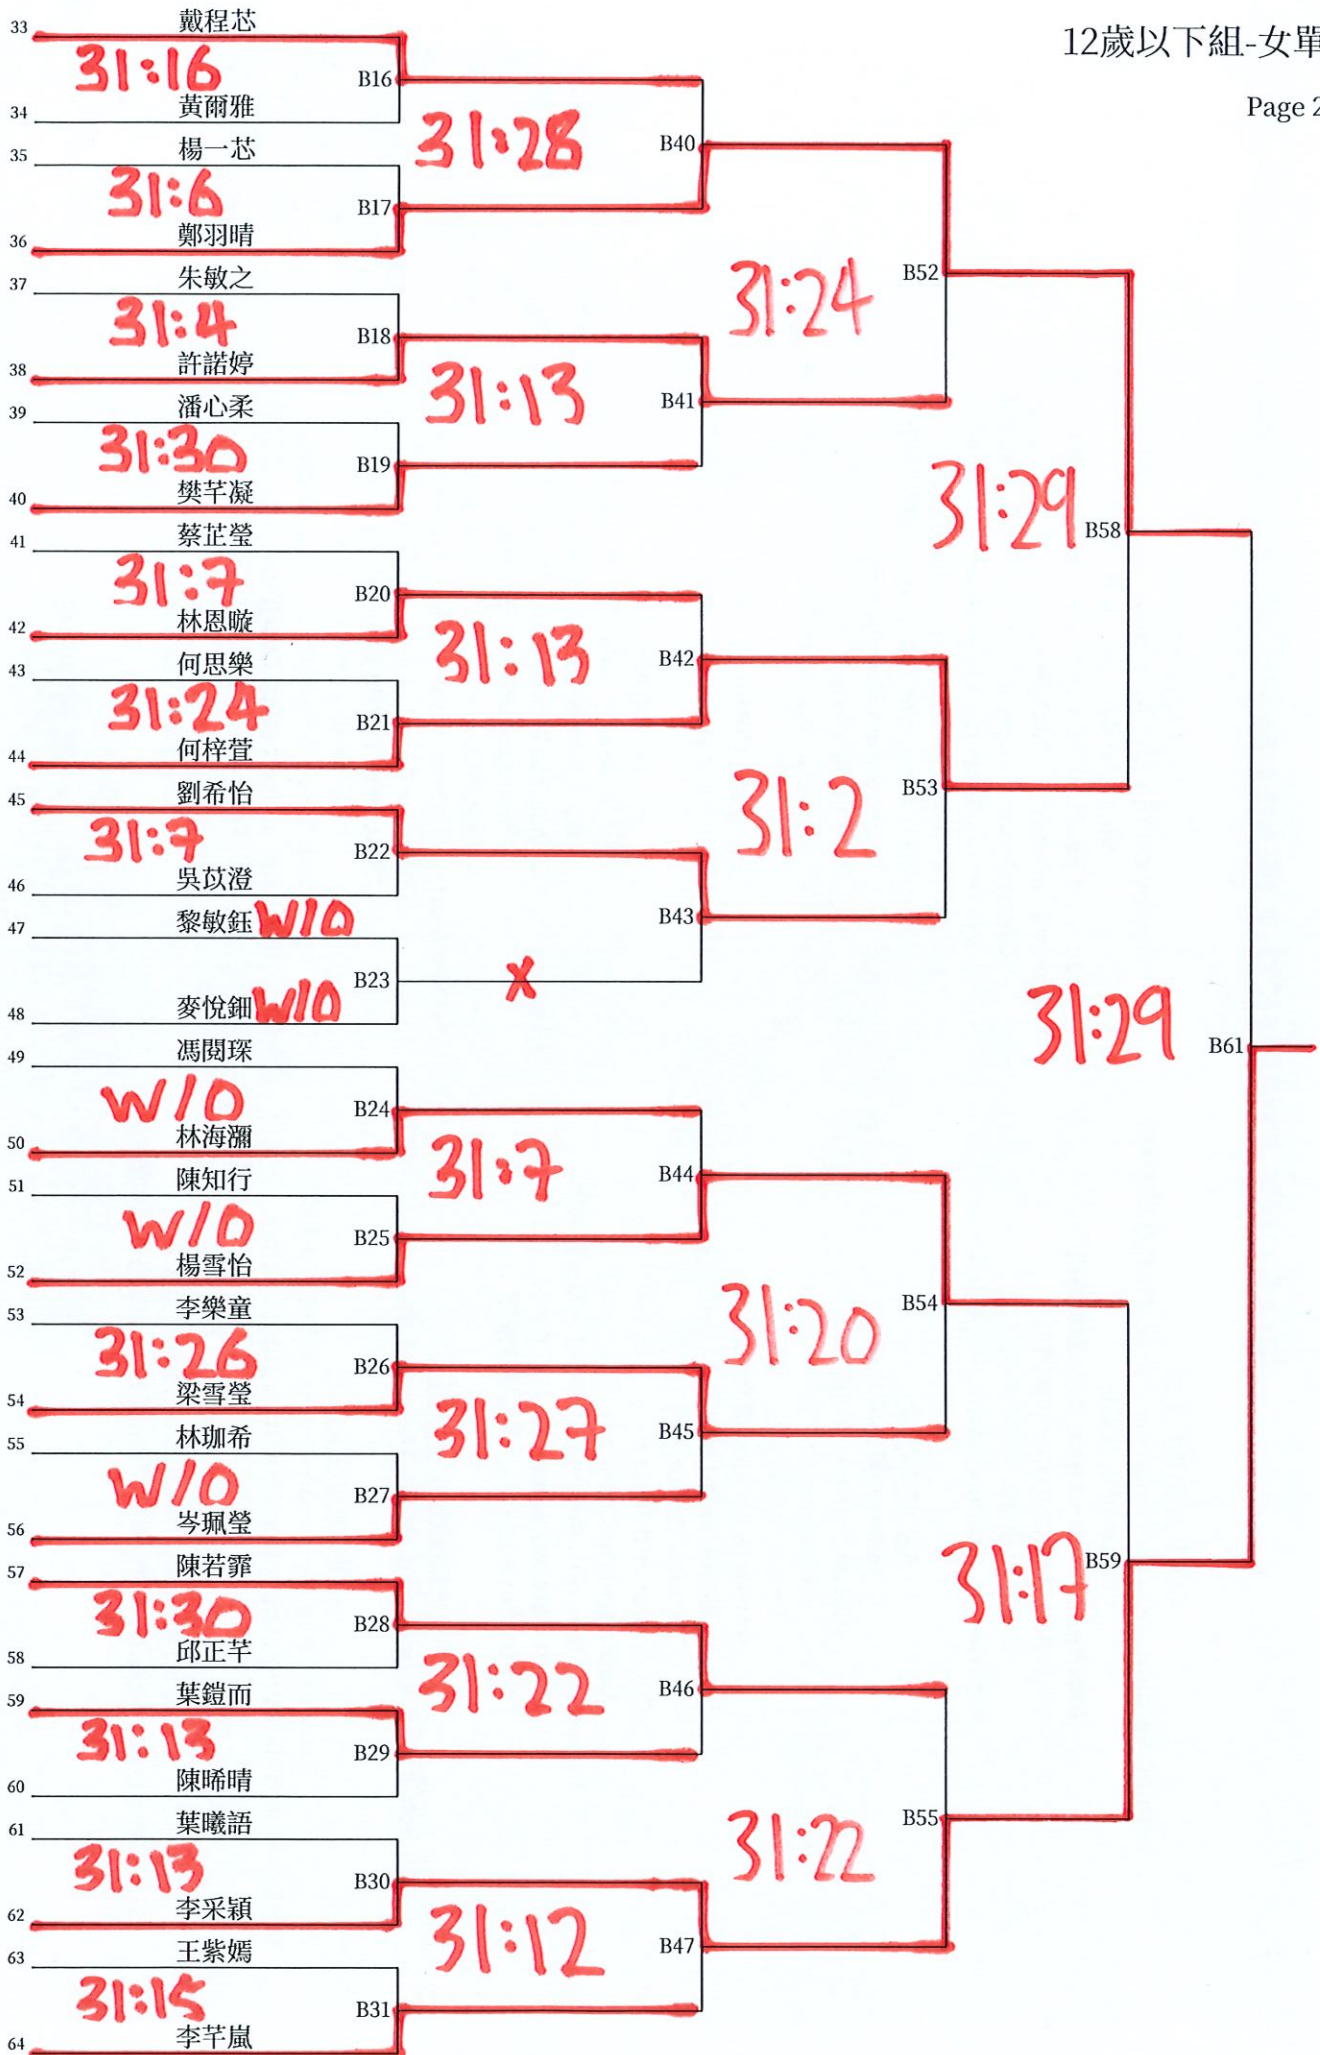 12歲以下組-女單
Page 2
33 戴程芯
31:16
B16
34 黃爾雅
31:28
B40
35 楊一芯
31:6
B17
36 鄭羽晴
37 朱敏之
31:4
B18
31:24
B52
38 許諾婷
31:13
B41
39 潘心柔
31:30
B19
40 樊芊凝
31:29
B58
41 蔡芷瑩
31:7
B20
42 林恩暶
31:13
B42
43 何思樂
31:24
B21
44 何梓萱
45 劉希怡
31:7
B22
31:2
B53
46 吳苡澄
B43
47 黎敏鈺 W/O
B23
X
48 麥悅鈿 W/O
31:29
B61
49 馮閱琛
W/O
B24
50 林海瀰
31:7
B44
51 陳知行
W/O
B25
52 楊雪怡
53 李樂童
31:26
B26
31:20
B54
54 梁雪瑩
31:27
B45
55 林珈希
W/O
B27
56 岑珮瑩
31:17
B59
57 陳若霏
31:30
B28
58 邱正芊
31:22
B46
59 葉鎧而
31:13
B29
60 陳晞晴
61 葉曦語
31:13
B30
31:22
B55
62 李采穎
31:12
B47
63 王紫嫣
31:15
B31
64 李芊嵐